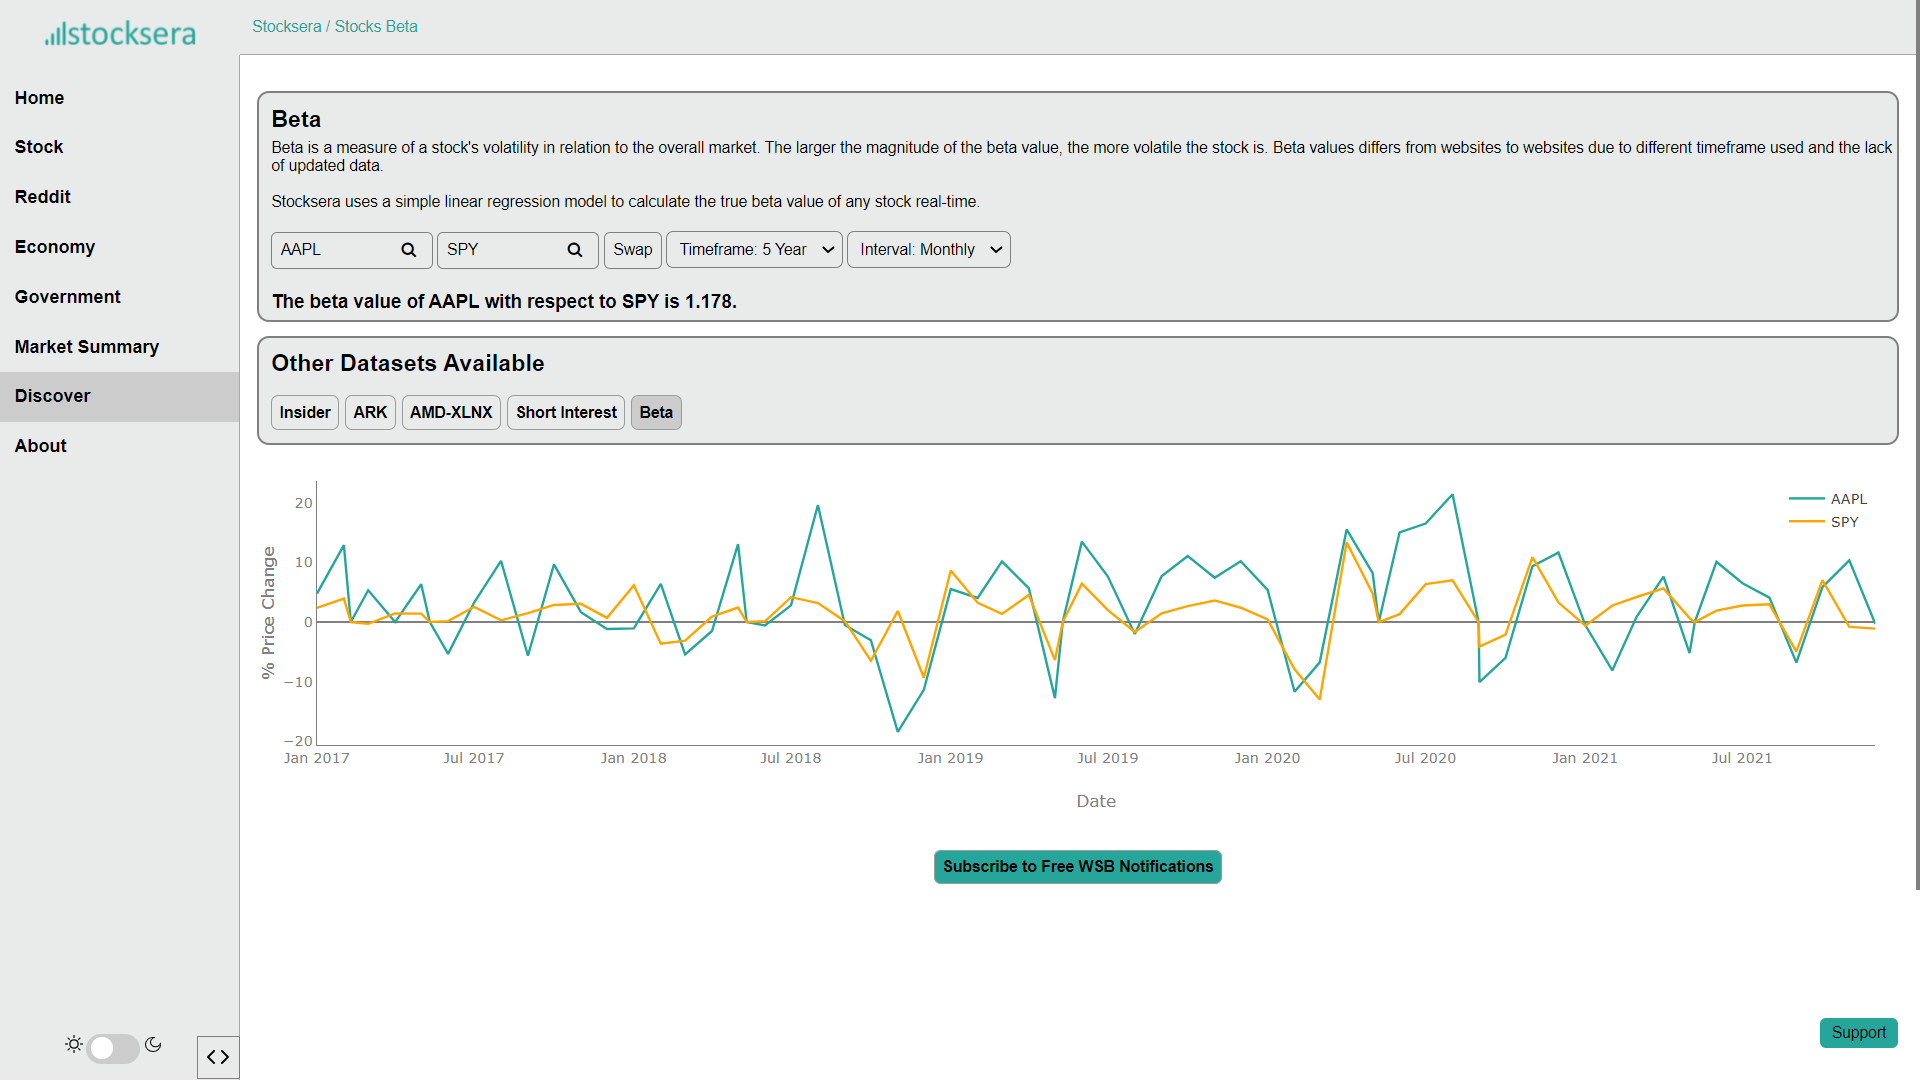 stocksera
Stocksera / Stocks Beta
Home
Stock
Reddit
Economy
Government
Market Summary
Discover
About
Beta
Beta is a measure of a stock's volatility in relation to the overall market. The larger the magnitude of the beta value, the more volatile the stock is. Beta values differs from websites to websites due to different timeframe used and the lack
of updated data.
Stocksera uses a simple linear regression model to calculate the true beta value of any stock real-time.
AAPL SPY Swap Timeframe: 5 Year Interval: Monthly
The beta value of AAPL with respect to SPY is 1.178.
Other Datasets Available
Insider ARK AMD-XLNX Short Interest Beta
% Price Change
20
10
0
−10
−20
AAPL
SPY
Jan 2017 Jul 2017 Jan 2018 Jul 2018 Jan 2019 Jul 2019 Jan 2020 Jul 2020 Jan 2021 Jul 2021
Date
Subscribe to Free WSB Notifications
Support